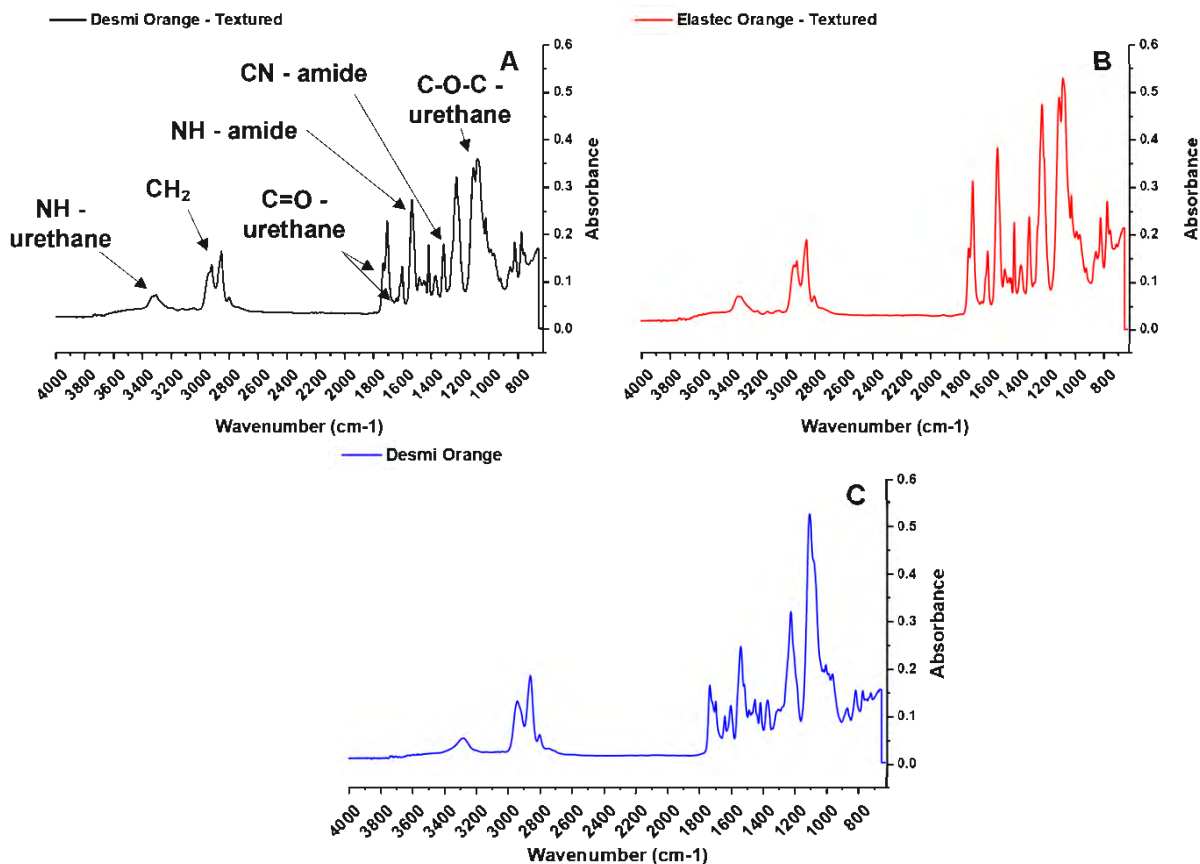 Desmi Orange - Textured
A
CN - amide
C-O-C -
urethane
NH - amide
CH₂
C=O -
urethane
NH -
urethane
0.6
0.5
0.4
0.3
0.2
0.1
0.0
Absorbance
4000 3800 3600 3400 3200 3000 2800 2600 2400 2200 2000 1800 1600 1400 1200 1000 800
Wavenumber (cm-1)
Elastec Orange - Textured
B
0.6
0.5
0.4
0.3
0.2
0.1
0.0
Absorbance
4000 3800 3600 3400 3200 3000 2800 2600 2400 2200 2000 1800 1600 1400 1200 1000 800
Wavenumber (cm-1)
Desmi Orange
C
0.6
0.5
0.4
0.3
0.2
0.1
0.0
Absorbance
4000 3800 3600 3400 3200 3000 2800 2600 2400 2200 2000 1800 1600 1400 1200 1000 800
Wavenumber (cm-1)